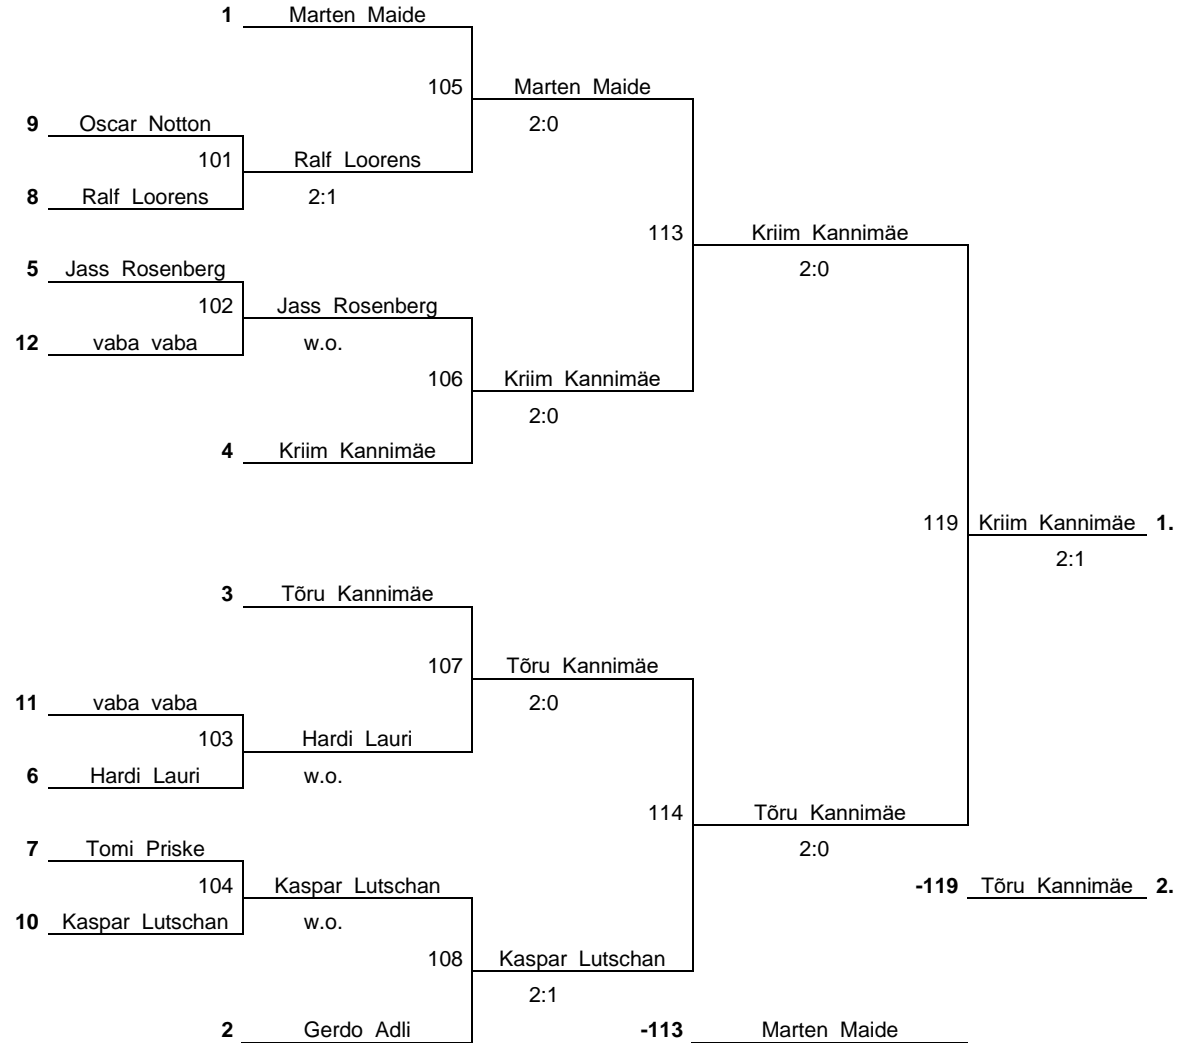 1 Marten Maide
105 Marten Maide
9 Oscar Notton 2:0
101 Ralf Loorens
8 Ralf Loorens 2:1
113 Kriim Kannimäe
5 Jass Rosenberg 2:0
102 Jass Rosenberg
12 vaba vaba w.o.
106 Kriim Kannimäe
2:0
4 Kriim Kannimäe
119 Kriim Kannimäe 1.
2:1
3 Tõru Kannimäe
107 Tõru Kannimäe
11 vaba vaba 2:0
103 Hardi Lauri
6 Hardi Lauri w.o.
114 Tõru Kannimäe
7 Tomi Priske 2:0
104 Kaspar Lutschan -119 Tõru Kannimäe 2.
10 Kaspar Lutschan w.o.
108 Kaspar Lutschan
2:1
2 Gerdo Adli -113 Marten Maide